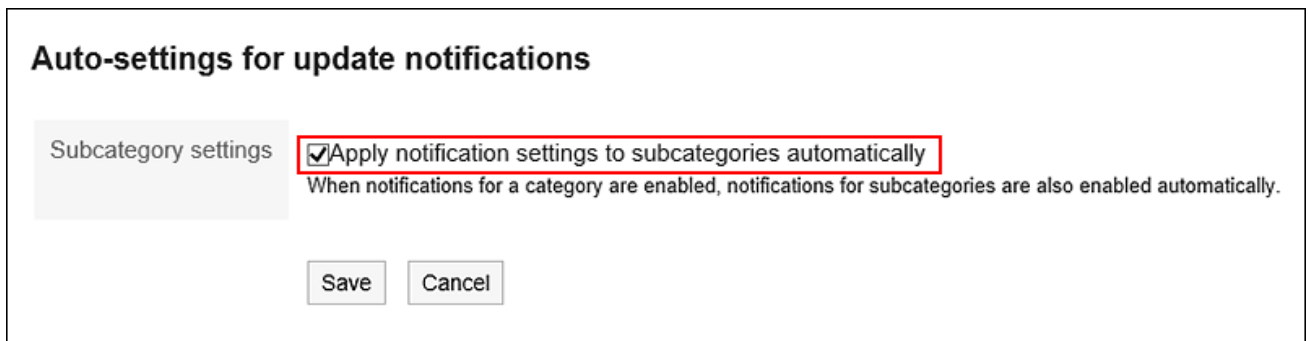 Auto-settings for update notifications
Subcategory settings
Apply notification settings to subcategories automatically
When notifications for a category are enabled, notifications for subcategories are also enabled automatically.
Save
Cancel